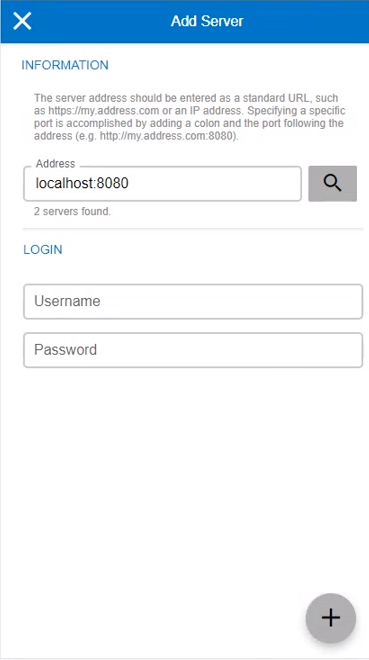 Add Server
INFORMATION
The server address should be entered as a standard URL, such
as https://my.address.com or an IP address. Specifying a specific
port is accomplished by adding a colon and the port following the
address (e.g. http://my.address.com:8080).
Address
localhost:8080
2 servers found.
LOGIN
Username
Password